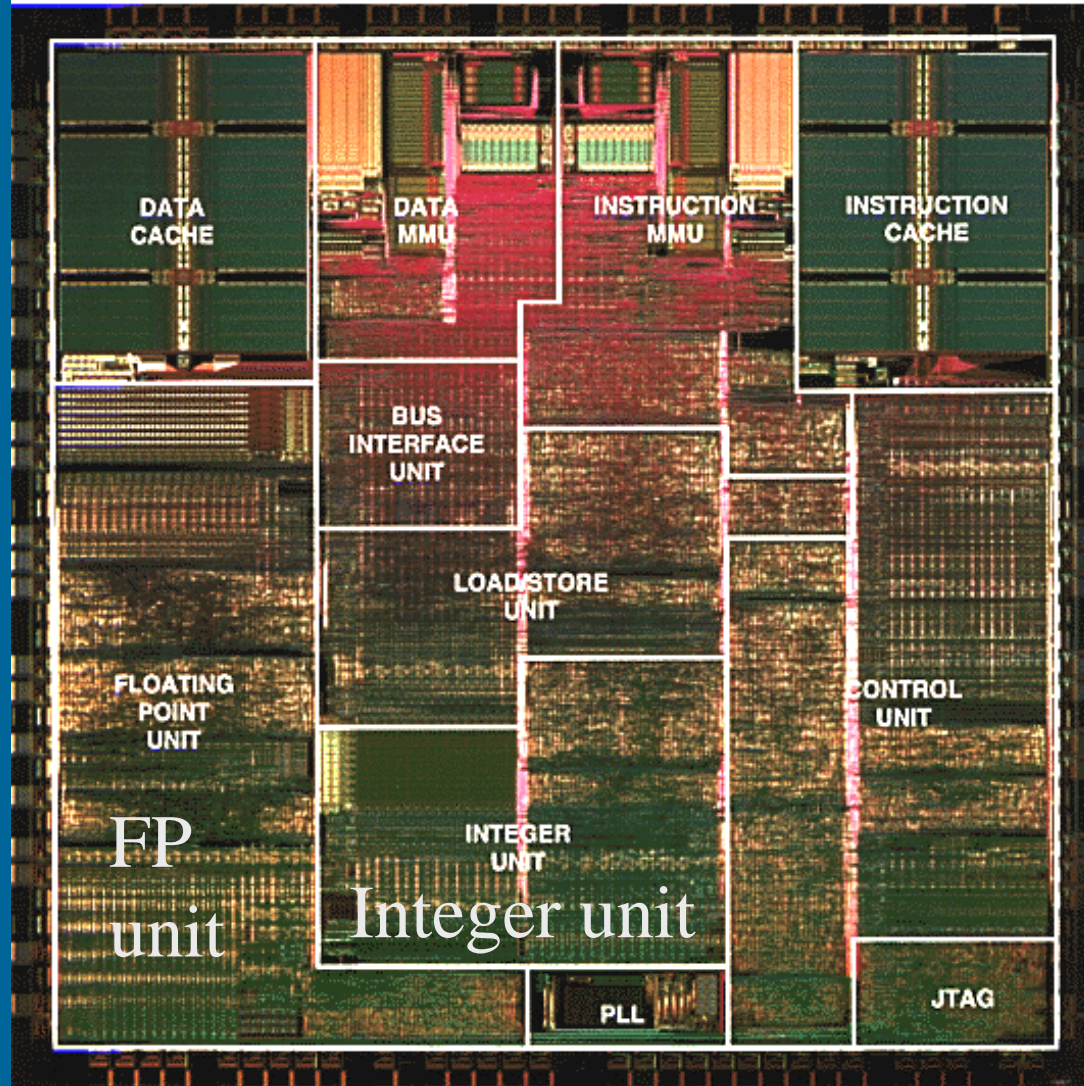 DATA
CACHE
DATA
MMU
INSTRUCTION
MMU
INSTRUCTION
CACHE
BUS
INTERFACE
UNIT
LOAD/STORE
UNIT
FLOATING
POINT
UNIT
CONTROL
UNIT
INTEGER
UNIT
FP
unit
Integer unit
PLL
JTAG